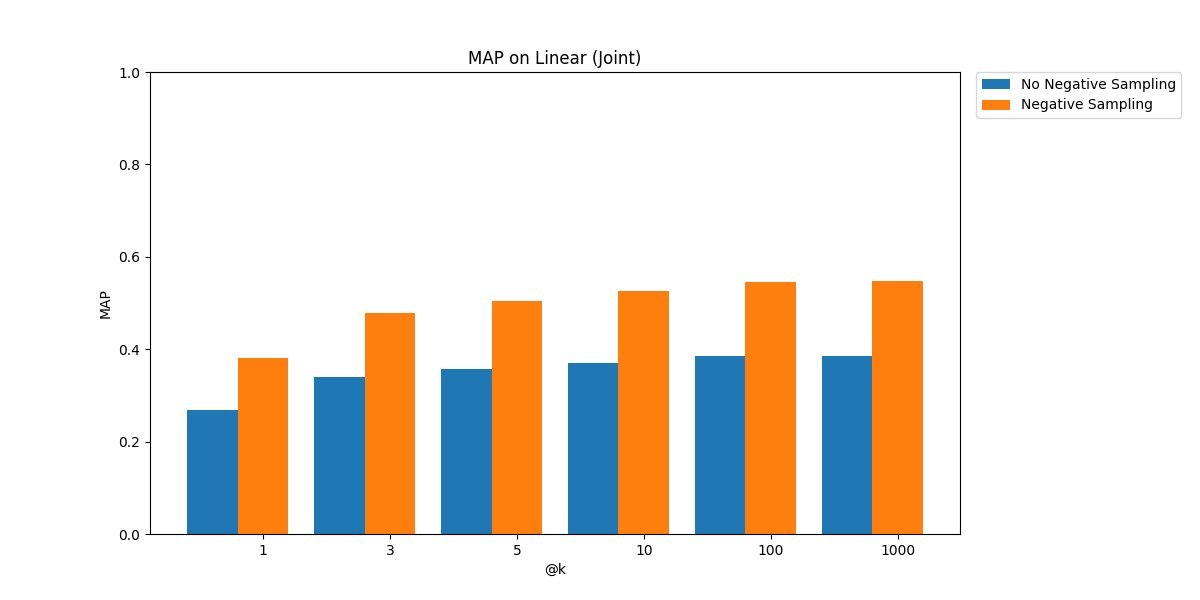 MAP on Linear (Joint)
1.0
0.8
0.6
0.4
0.2
0.0
MAP
1 3 5 10 100 1000
@k
No Negative Sampling
Negative Sampling